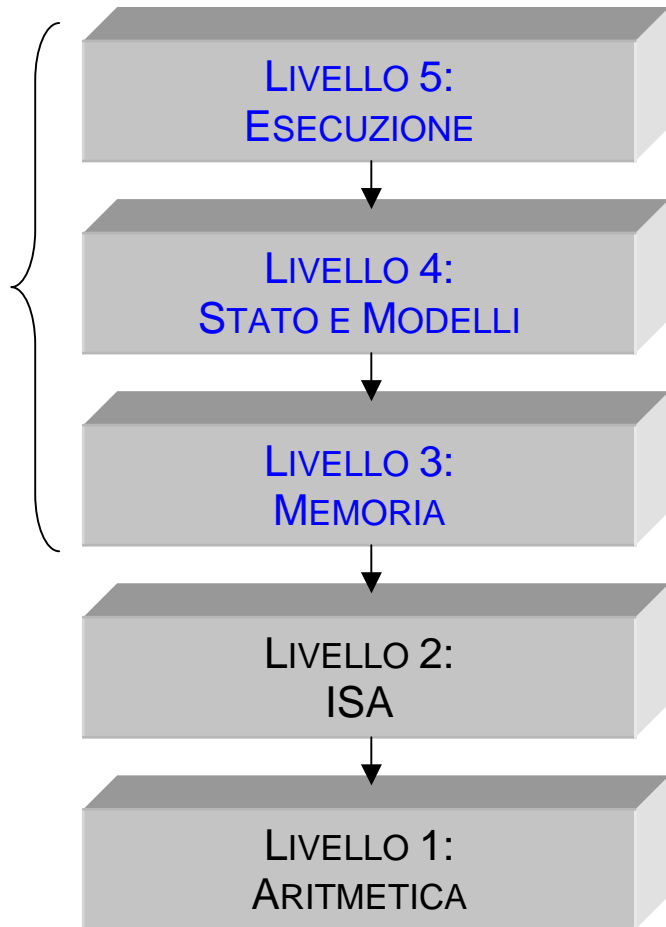 LIVELLO 5:
ESECUZIONE
LIVELLO 4:
STATO E MODELLI
LIVELLO 3:
MEMORIA
LIVELLO 2:
ISA
LIVELLO 1:
ARITMETICA